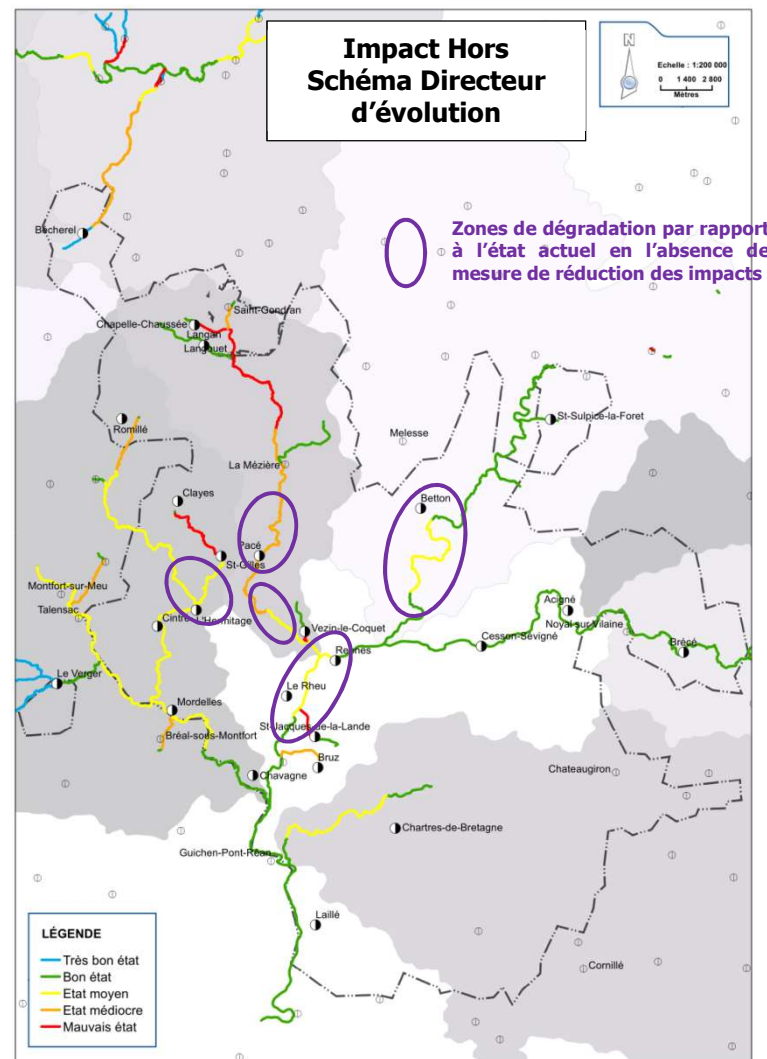 Impact Hors
Schéma Directeur
d'évolution
N
Echelle : 1:200 000
0 1 400 2 800
Mètres
Zones de dégradation par rapport
à l'état actuel en l'absence de
mesure de réduction des impacts
Bécherel
Saint-Gondran
Chapelle-Chaussée
Langan
Langouet
Romillé
Melesse
St-Sulpice-la-Foret
La Mézière
Clayes
Betton
Pacé
St-Gilles
Montfort-sur-Meu
Talensac
Cintré
L'Hermitage
Vezin-le-Coquet
Acigné
Noyal sur Vilaine
Rennes
Cesson-Sévigné
Brécé
Le Verger
Le Rheu
Mordelles
St-Jacques-de-la-Lande
Bréal-sous-Montfort
Bruz
Chavagne
Chateaugiron
Chartres-de-Bretagne
Guichen-Pont-Réan
Laillé
Cornillé
LÉGENDE
Très bon état
Bon état
Etat moyen
Etat médiocre
Mauvais état